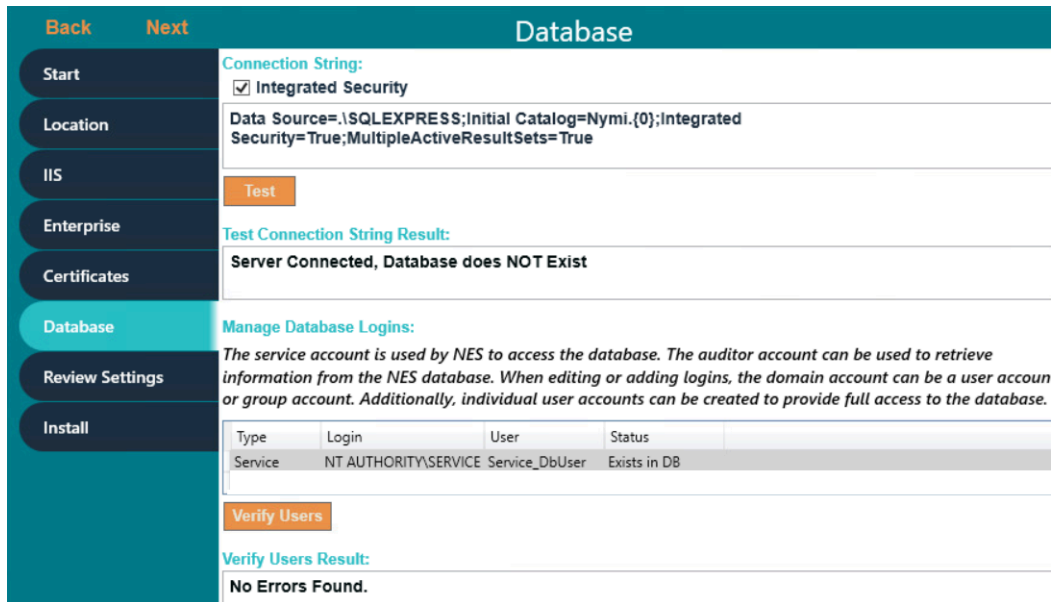 Back Next Database
Start
Location
IIS
Enterprise
Certificates
Database
Review Settings
Install
Connection String:
Integrated Security
Data Source=.\SQLEXPRESS;Initial Catalog=Nymi.{0};Integrated
Security=True;MultipleActiveResultSets=True
Test
Test Connection String Result:
Server Connected, Database does NOT Exist
Manage Database Logins:
The service account is used by NES to access the database. The auditor account can be used to retrieve
information from the NES database. When editing or adding logins, the domain account can be a user accoun
or group account. Additionally, individual user accounts can be created to provide full access to the database.
Type Login User Status
Service NT AUTHORITY\SERVICE Service_DbUser Exists in DB
Verify Users
Verify Users Result:
No Errors Found.